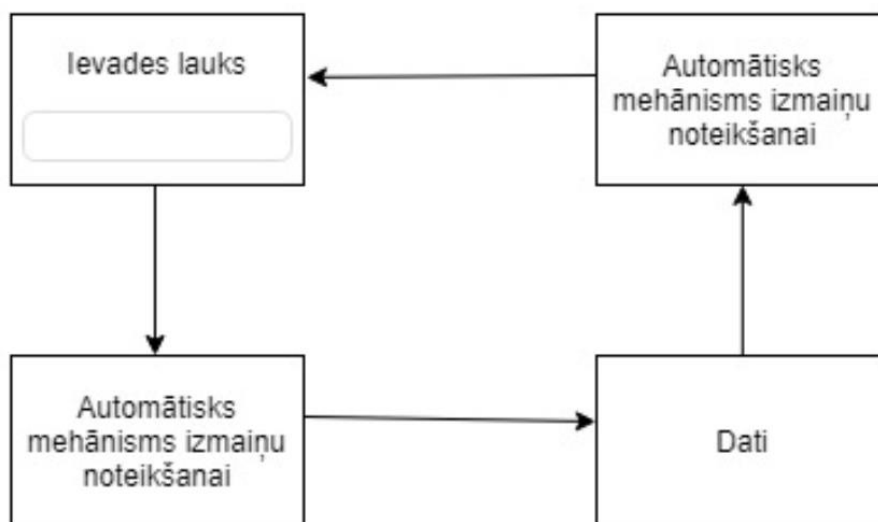 Ievades lauks
Automātisks
mehānisms izmaiņu
noteikšanai
Automātisks
mehānisms izmaiņu
noteikšanai
Dati